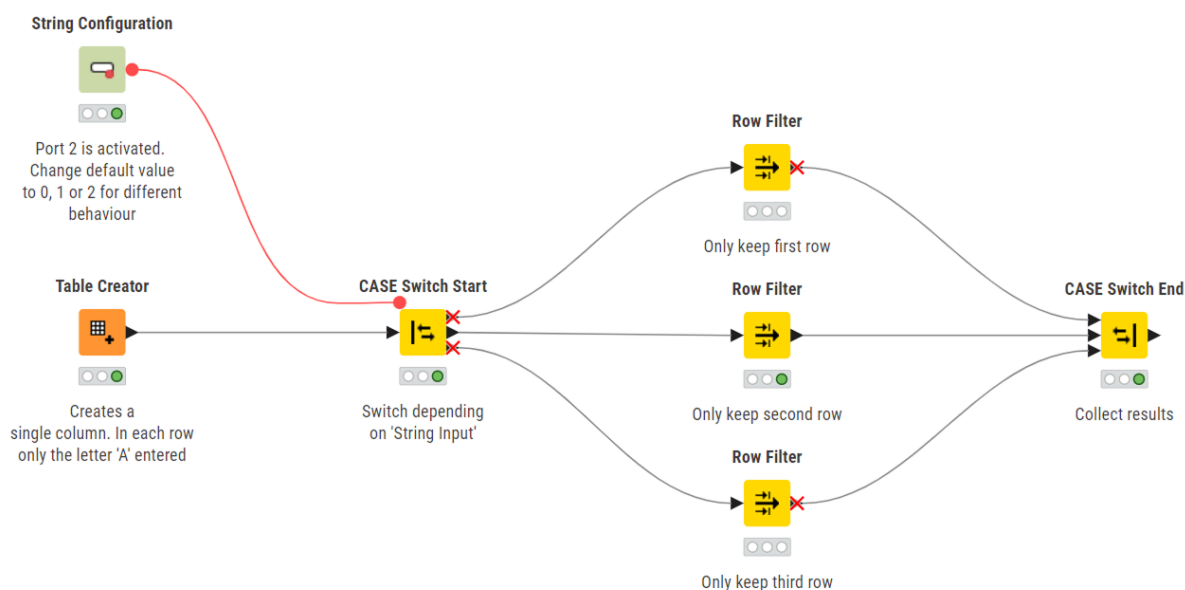 String Configuration
Port 2 is activated.
Change default value
to 0, 1 or 2 for different
behaviour
Table Creator
Creates a
single column. In each row
only the letter 'A' entered
CASE Switch Start
Switch depending
on 'String Input'
Row Filter
Only keep first row
Row Filter
Only keep second row
Row Filter
Only keep third row
CASE Switch End
Collect results